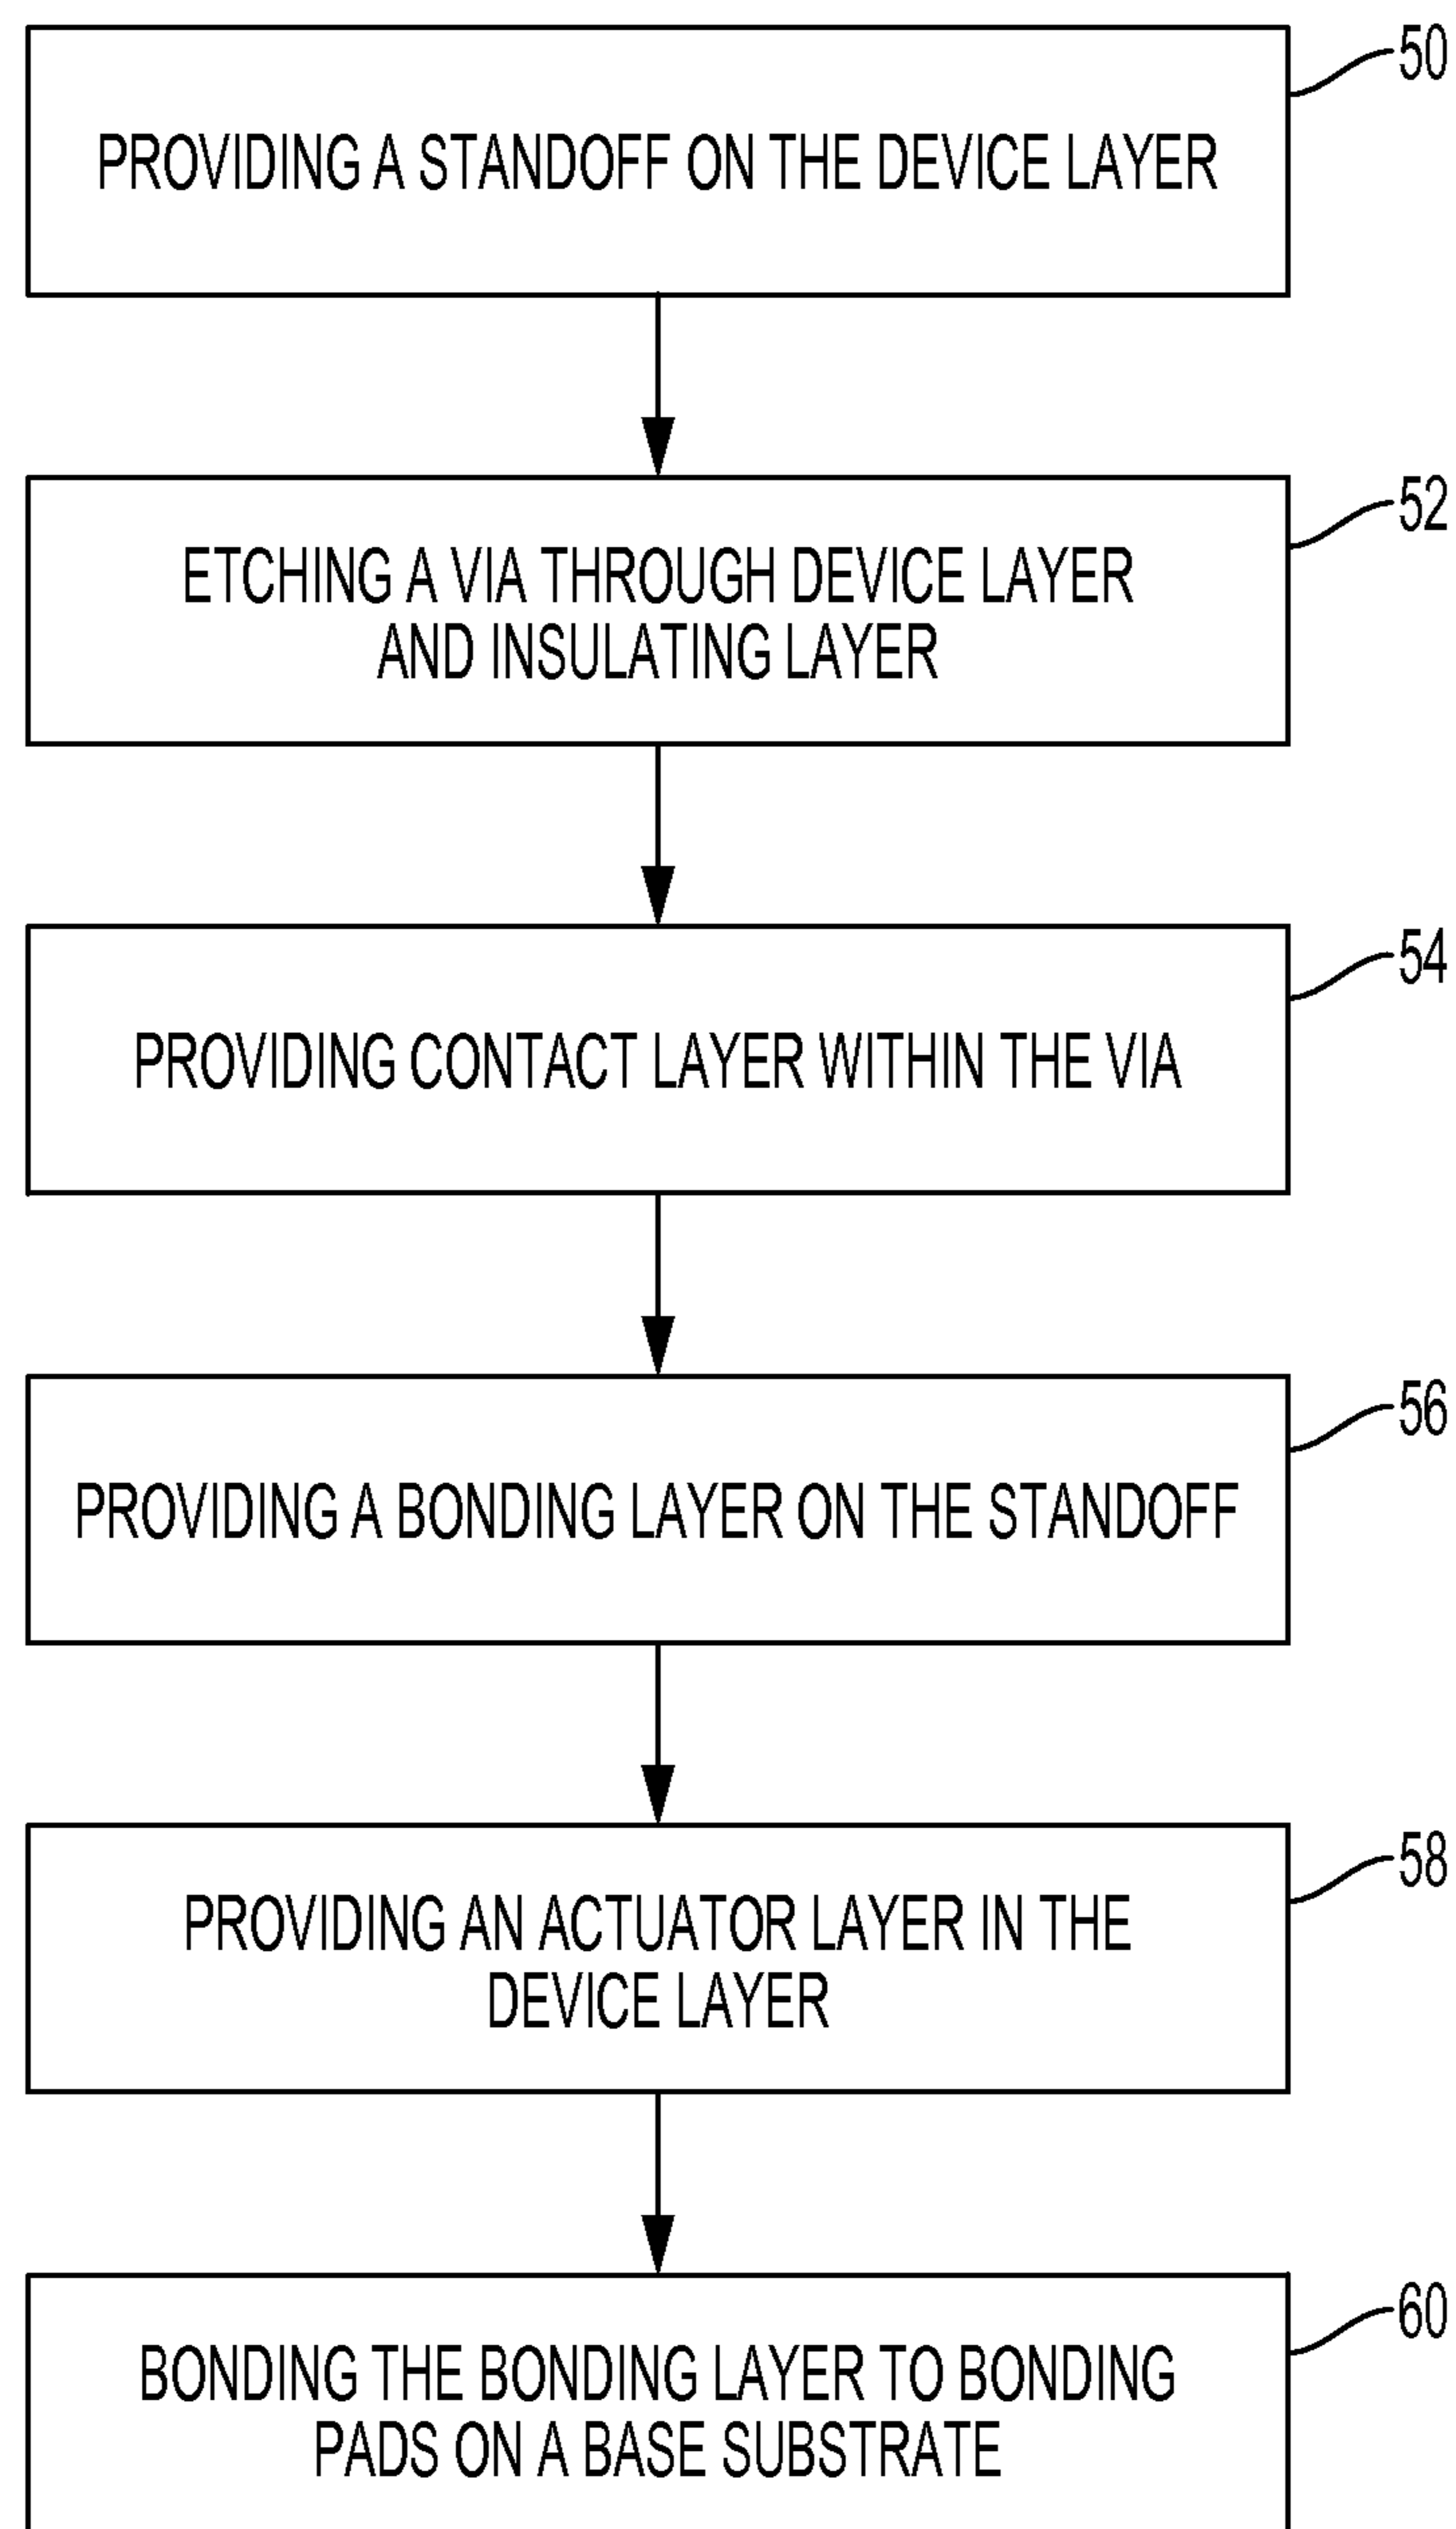 50
PROVIDING A STANDOFF ON THE DEVICE LAYER
52
ETCHING A VIA THROUGH DEVICE LAYER
AND INSULATING LAYER
54
PROVIDING CONTACT LAYER WITHIN THE VIA
56
PROVIDING A BONDING LAYER ON THE STANDOFF
58
PROVIDING AN ACTUATOR LAYER IN THE
DEVICE LAYER
60
BONDING THE BONDING LAYER TO BONDING
PADS ON A BASE SUBSTRATE